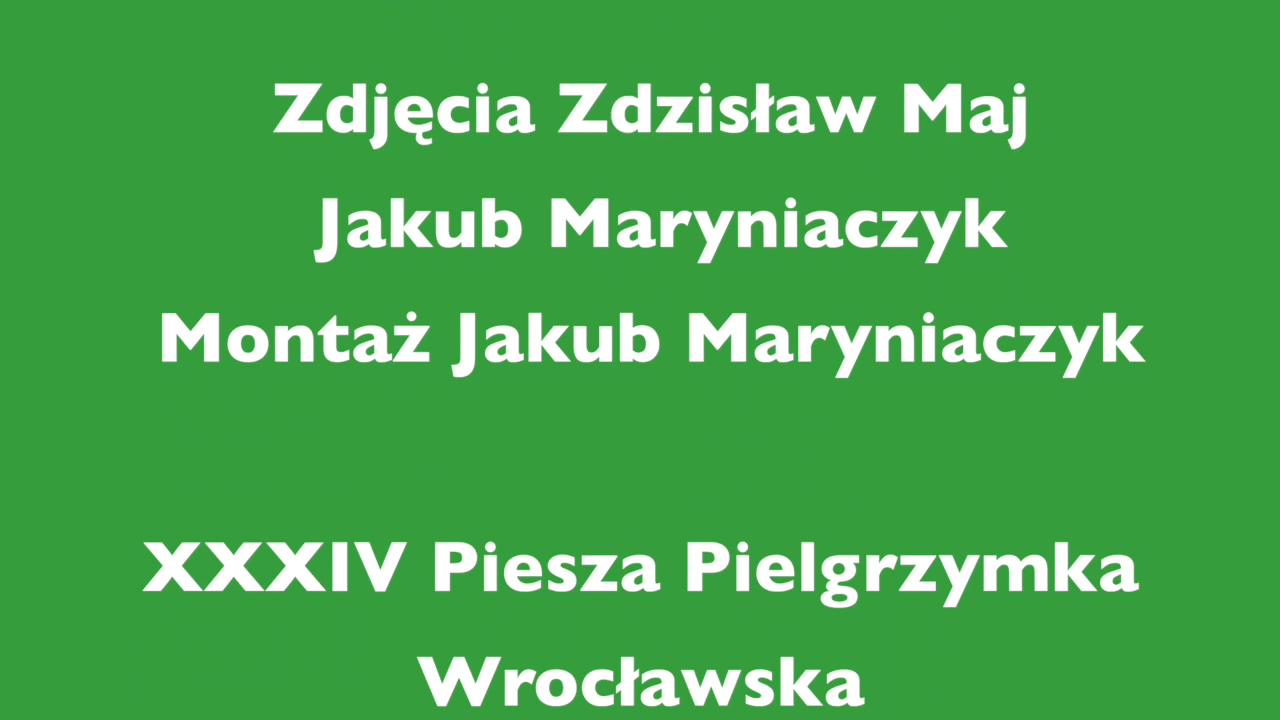 Zdjęcia Zdzisław Maj
Jakub Maryniaczyk
Montaż Jakub Maryniaczyk
XXXIV Piesza Pielgrzymka
Wrocławska